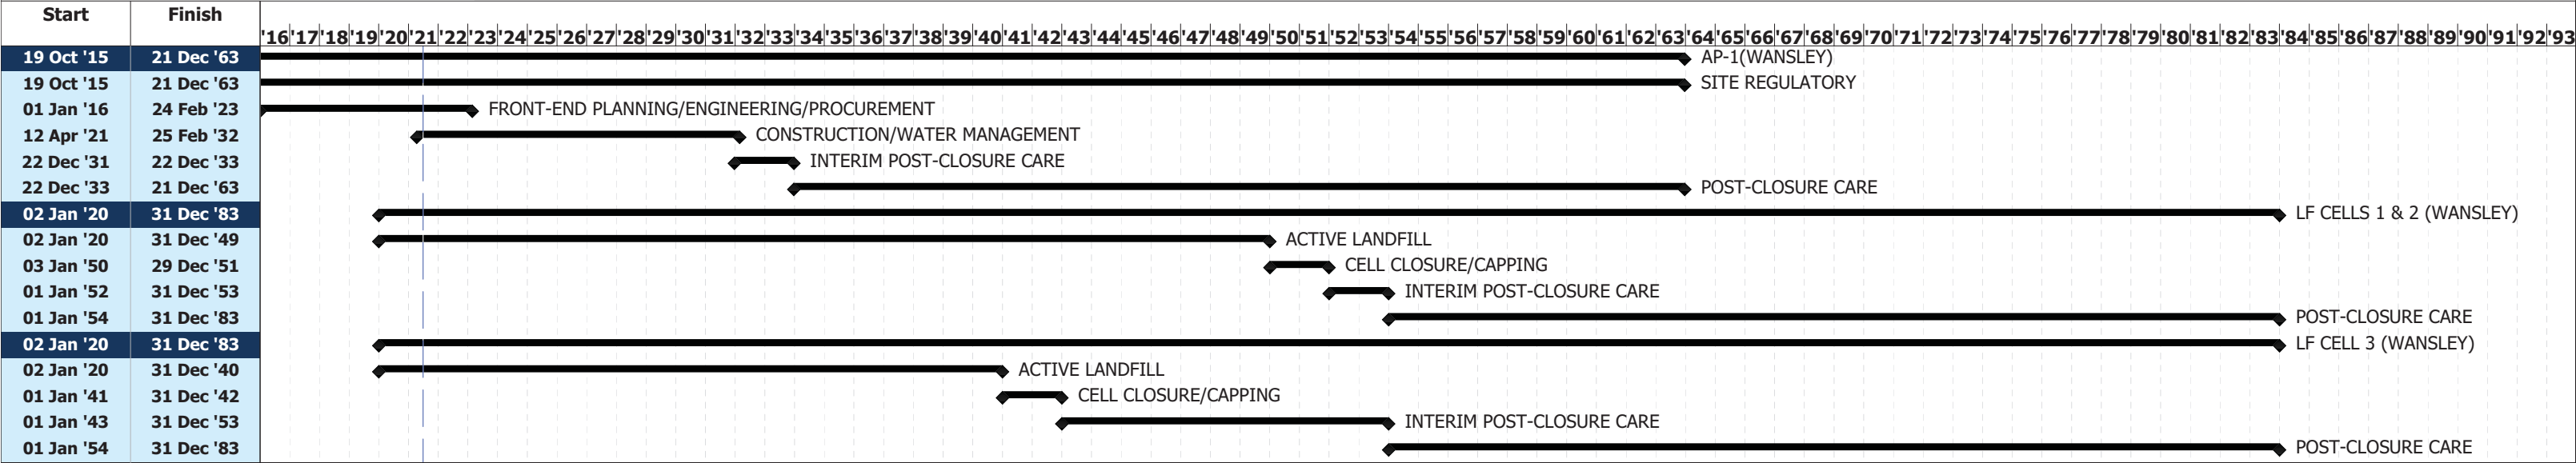 Start Finish
'16 '17 '18 '19 '20 '21 '22 '23 '24 '25 '26 '27 '28 '29 '30 '31 '32 '33 '34 '35 '36 '37 '38 '39 '40 '41 '42 '43 '44 '45 '46 '47 '48 '49 '50 '51 '52 '53 '54 '55 '56 '57 '58 '59 '60 '61 '62 '63 '64 '65 '66 '67 '68 '69 '70 '71 '72 '73 '74 '75 '76 '77 '78 '79 '80 '81 '82 '83 '84 '85 '86 '87 '88 '89 '90 '91 '92 '93
19 Oct '15 21 Dec '63 AP-1(WANSLEY)
19 Oct '15 21 Dec '63 SITE REGULATORY
01 Jan '16 24 Feb '23 FRONT-END PLANNING/ENGINEERING/PROCUREMENT
12 Apr '21 25 Feb '32 CONSTRUCTION/WATER MANAGEMENT
22 Dec '31 22 Dec '33 INTERIM POST-CLOSURE CARE
22 Dec '33 21 Dec '63 POST-CLOSURE CARE
02 Jan '20 31 Dec '83 LF CELLS 1 & 2 (WANSLEY)
02 Jan '20 31 Dec '49 ACTIVE LANDFILL
03 Jan '50 29 Dec '51 CELL CLOSURE/CAPPING
01 Jan '52 31 Dec '53 INTERIM POST-CLOSURE CARE
01 Jan '54 31 Dec '83 POST-CLOSURE CARE
02 Jan '20 31 Dec '83 LF CELL 3 (WANSLEY)
02 Jan '20 31 Dec '40 ACTIVE LANDFILL
01 Jan '41 31 Dec '42 CELL CLOSURE/CAPPING
01 Jan '43 31 Dec '53 INTERIM POST-CLOSURE CARE
01 Jan '54 31 Dec '83 POST-CLOSURE CARE